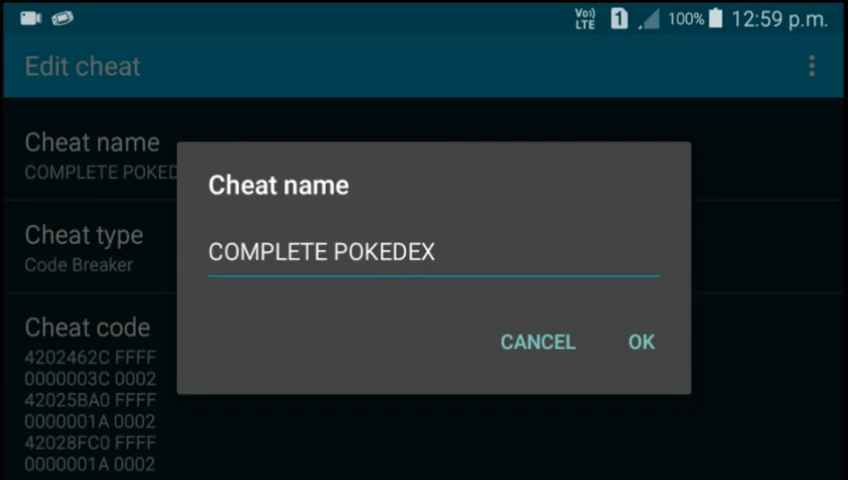 Vo))
LTE
1
100%
12:59 p.m.
Edit cheat
Cheat name
COMPLETE POKED
Cheat name
COMPLETE POKEDEX
CANCEL
OK
Cheat type
Code Breaker
Cheat code
4202462C FFFF
0000003C 0002
42025BA0 FFFF
0000001A 0002
42028FC0 FFFF
0000001A 0002